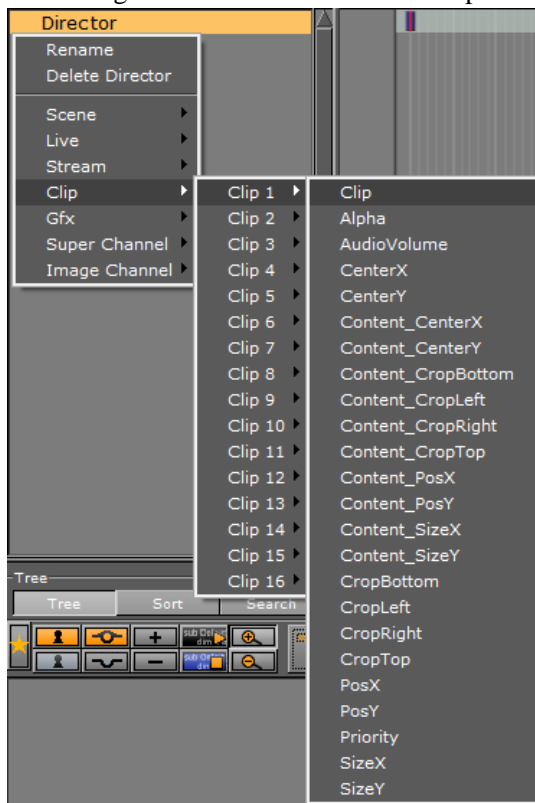 Director
Rename
Delete Director
Scene
Live
Stream
Clip
Gfx
Super Channel
Image Channel
Clip 1
Clip 2
Clip 3
Clip 4
Clip 5
Clip 6
Clip 7
Clip 8
Clip 9
Clip 10
Clip 11
Clip 12
Clip 13
Clip 14
Clip 15
Clip 16
Clip
Alpha
AudioVolume
CenterX
CenterY
Content_CenterX
Content_CenterY
Content_CropBottom
Content_CropLeft
Content_CropRight
Content_CropTop
Content_PosX
Content_PosY
Content_SizeX
Content_SizeY
CropBottom
CropLeft
CropRight
CropTop
PosX
PosY
Priority
SizeX
SizeY
Tree
Tree
Sort
Search